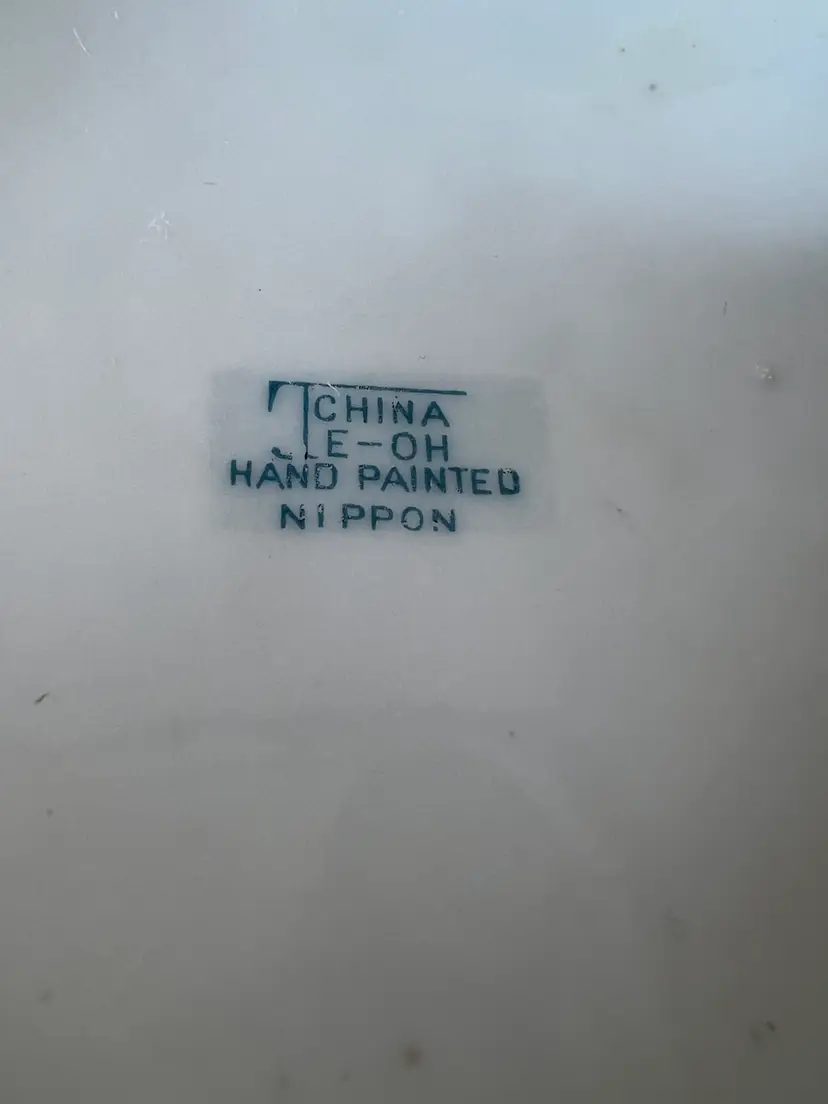 T CHINA
E-OH
HAND PAINTED
NIPPON